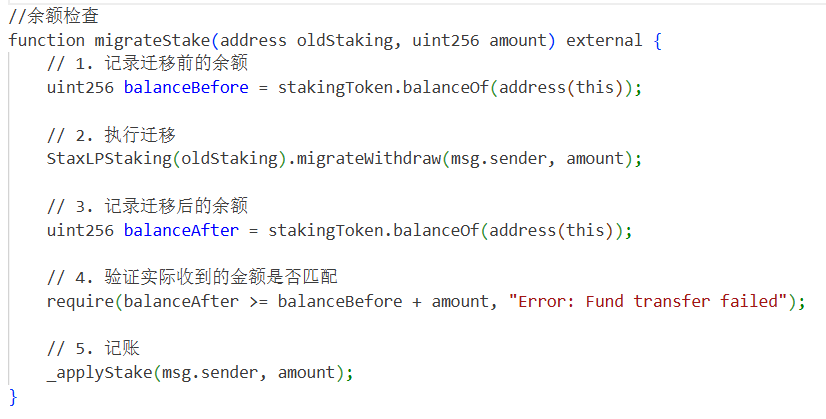 //余额检查
function migrateStake(address oldStaking, uint256 amount) external {
// 1. 记录迁移前的余额
uint256 balanceBefore = stakingToken.balanceOf(address(this));
// 2. 执行迁移
StaxLPStaking(oldStaking).migrateWithdraw(msg.sender, amount);
// 3. 记录迁移后的余额
uint256 balanceAfter = stakingToken.balanceOf(address(this));
// 4. 验证实际收到的金额是否匹配
require(balanceAfter >= balanceBefore + amount, "Error: Fund transfer failed");
// 5. 记账
_applyStake(msg.sender, amount);
}